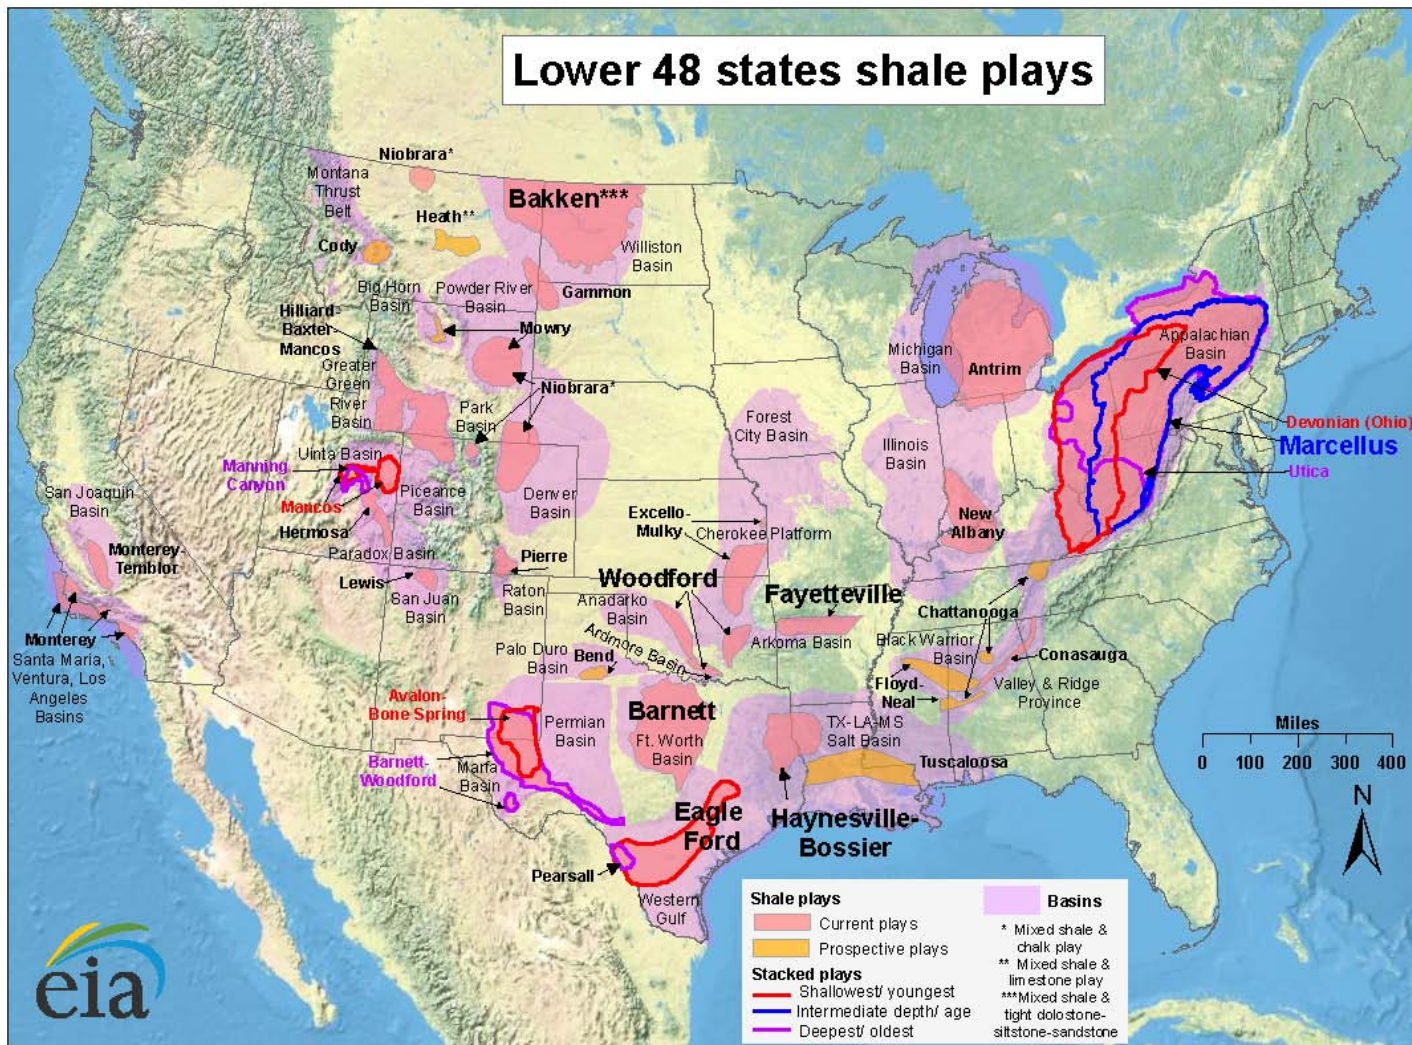 Lower 48 states shale plays
Niobrara*
Montana
Thrust
Belt
Bakken***
Heath**
Cody
Williston
Basin
Big Horn
Basin
Powder River
Basin
Gammon
Hilliard-
Baxter-
Mancos
Mowry
Greater
Green
River
Basin
Niobrara*
Park
Basin
Michigan
Basin
Antrim
Appalachian
Basin
Forest
City Basin
Illinois
Basin
Devonian (Ohio)
Marcellus
Utica
Uinta Basin
Manning
Canyon
Mancos
Piceance
Basin
Denver
Basin
San Joaquin
Basin
Hermosa
Excello-
Mulky
Cherokee Platform
New
Albany
Monterey-
Temblor
Paradox Basin
Pierre
Lewis
San Juan
Basin
Raton
Basin
Woodford
Anadarko
Basin
Fayetteville
Chattanooga
Arkoma Basin
Black Warrior
Basin
Ardmore Basin
Monterey
Santa Maria,
Ventura, Los
Angeles
Basins
Palo Duro
Basin
Bend
Conasauga
Floyd-
Neal
Valley & Ridge
Province
Avalon-
Bone Spring
Permian
Basin
Barnett
Ft. Worth
Basin
TX-LA-MS
Salt Basin
Tuscaloosa
Barnett-
Woodford
Marfa
Basin
Eagle
Ford
Haynesville-
Bossier
Pearsall
Western
Gulf
Miles
0 100 200 300 400
N
Shale plays
Current plays
Prospective plays
Stacked plays
Shallowest/ youngest
Intermediate depth/ age
Deepest/ oldest
Basins
* Mixed shale &
chalk play
** Mixed shale &
limestone play
***Mixed shale &
tight dolostone-
siltstone-sandstone
eia